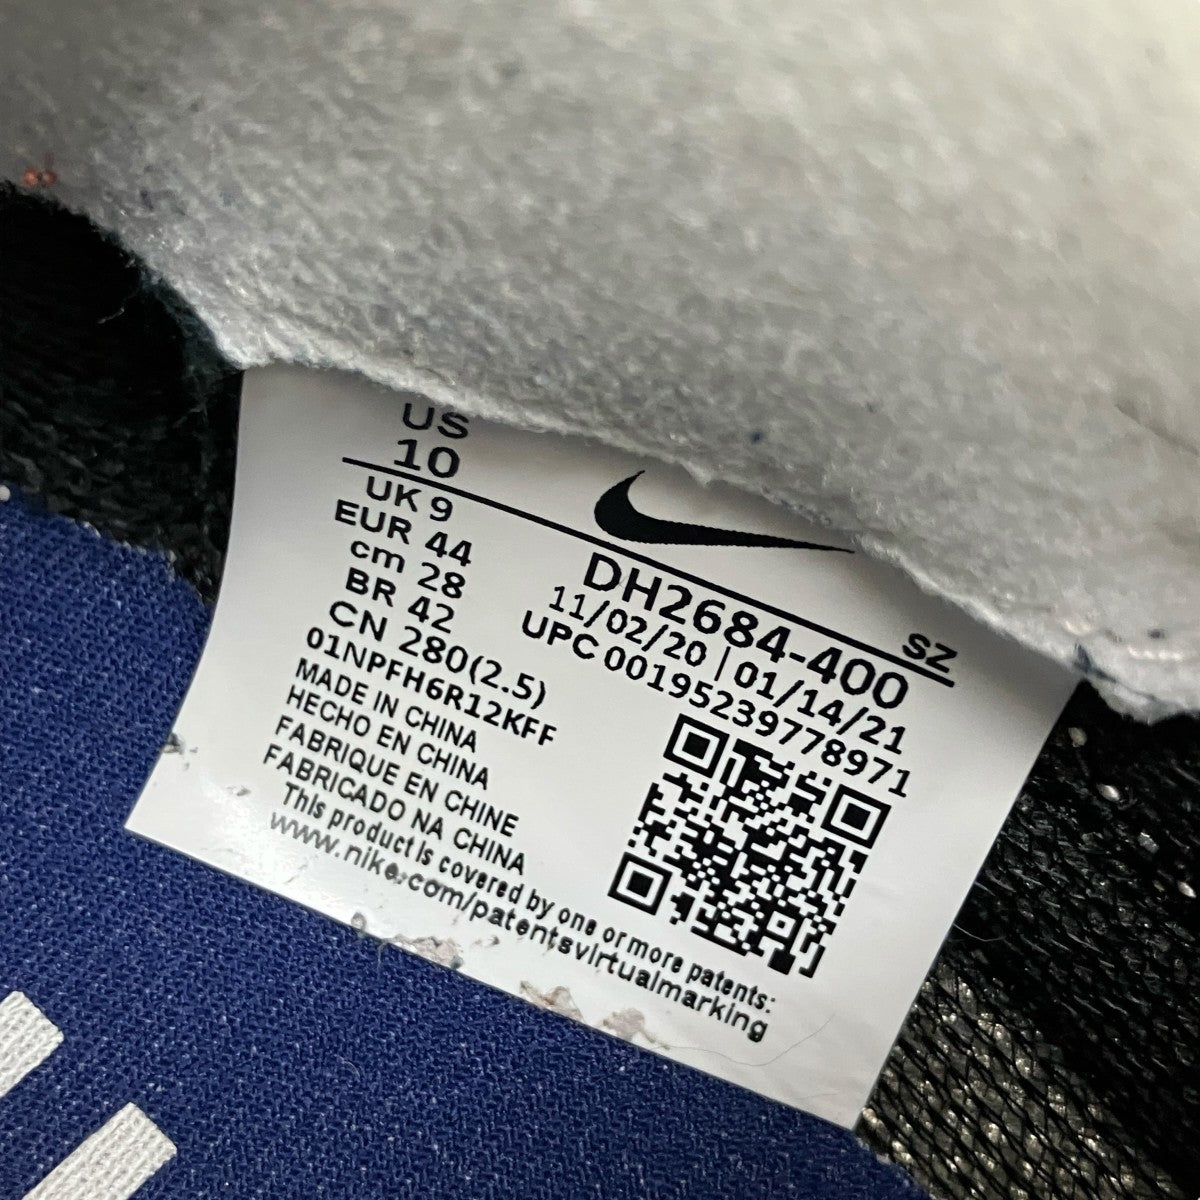 US
10
UK 9
EUR 44
cm 28
BR 42
CN 280(2.5)
01NPFH6R12KFF
MADE IN CHINA
HECHO EN CHINA
FABRIQUE EN CHINE
FABRICADO NA CHINA
This product is covered by one or more patents:
www.nike.com/patentsvirtualmarking
SZ
DH2684-400
11/02/20 | 01/14/21
UPC 00195239778971